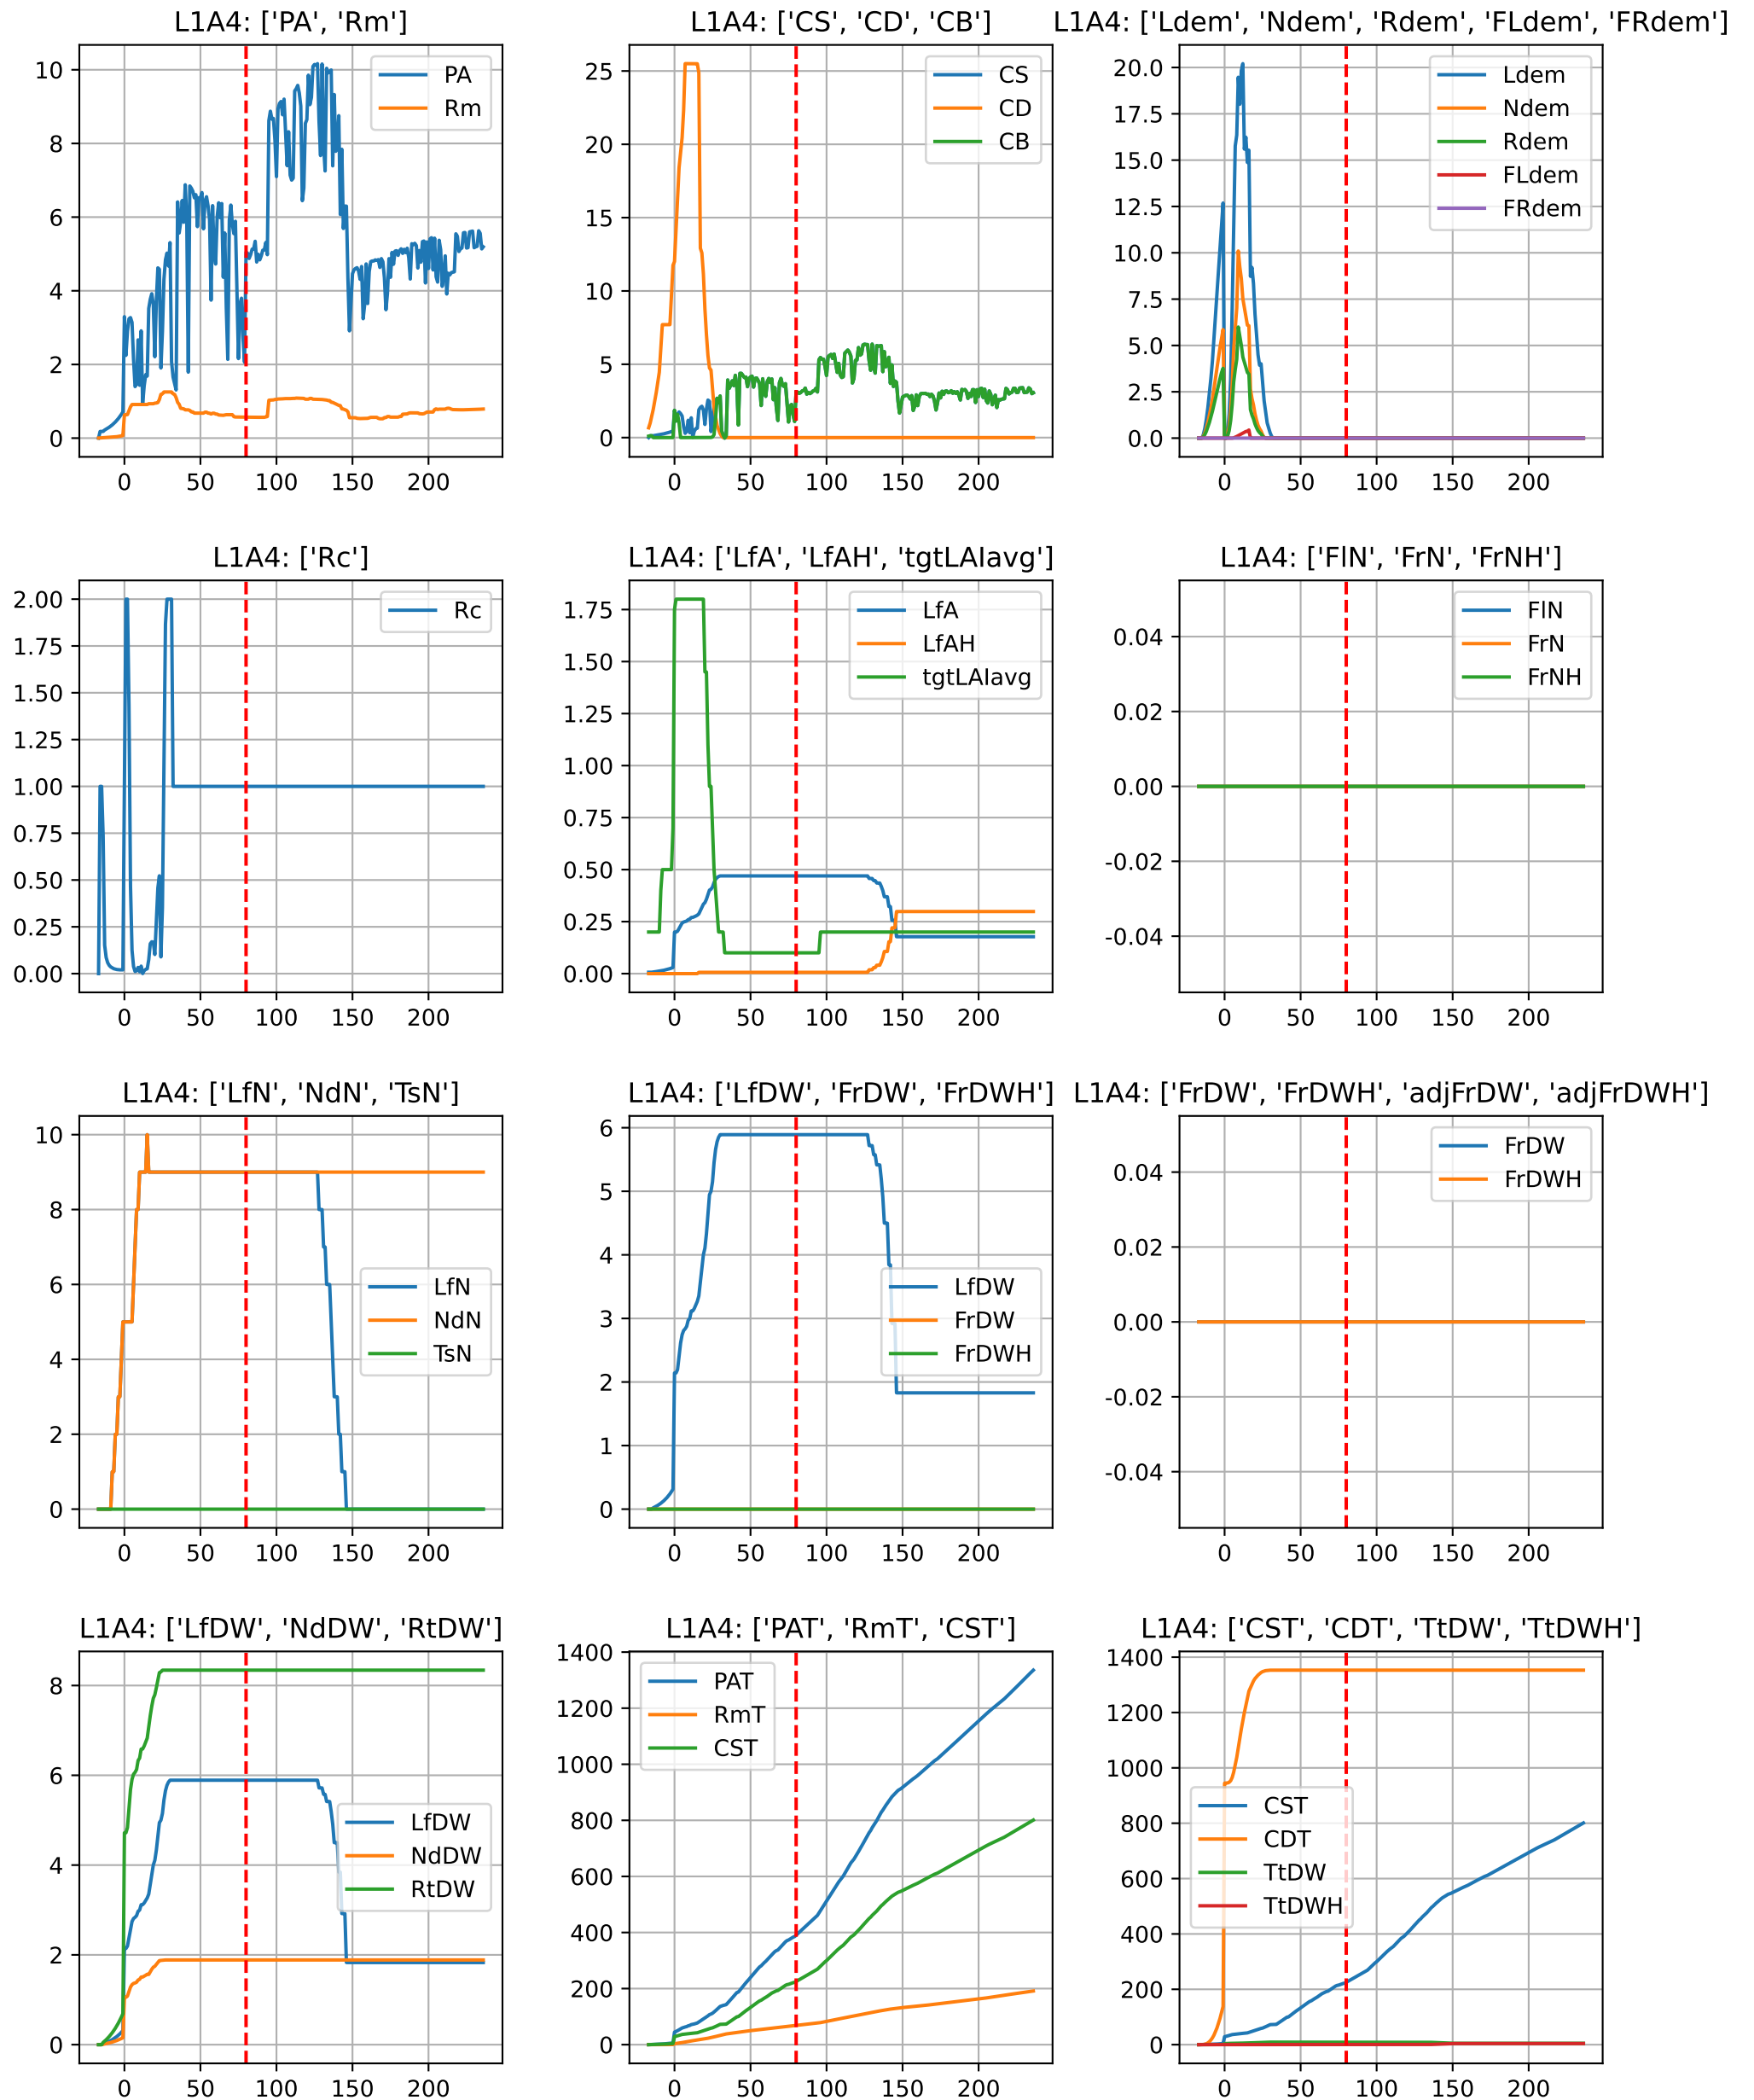 L1A4: ['PA', 'Rm']
10
8
6
4
2
0
0 50 100 150 200
PA
Rm
L1A4: ['CS', 'CD', 'CB']
25
20
15
10
5
0
0 50 100 150 200
CS
CD
CB
L1A4: ['Ldem', 'Ndem', 'Rdem', 'FLdem', 'FRdem']
20.0
17.5
15.0
12.5
10.0
7.5
5.0
2.5
0.0
0 50 100 150 200
Ldem
Ndem
Rdem
FLdem
FRdem
L1A4: ['Rc']
2.00
1.75
1.50
1.25
1.00
0.75
0.50
0.25
0.00
0 50 100 150 200
Rc
L1A4: ['LfA', 'LfAH', 'tgtLAIavg']
1.75
1.50
1.25
1.00
0.75
0.50
0.25
0.00
0 50 100 150 200
LfA
LfAH
tgtLAIavg
L1A4: ['FlN', 'FrN', 'FrNH']
0.04
0.02
0.00
-0.02
-0.04
0 50 100 150 200
FlN
FrN
FrNH
L1A4: ['LfN', 'NdN', 'TsN']
10
8
6
4
2
0
0 50 100 150 200
LfN
NdN
TsN
L1A4: ['LfDW', 'FrDW', 'FrDWH']
6
5
4
3
2
1
0
0 50 100 150 200
LfDW
FrDW
FrDWH
L1A4: ['FrDW', 'FrDWH', 'adjFrDW', 'adjFrDWH']
0.04
0.02
0.00
-0.02
-0.04
0 50 100 150 200
FrDW
FrDWH
L1A4: ['LfDW', 'NdDW', 'RtDW']
8
6
4
2
0
0 50 100 150 200
LfDW
NdDW
RtDW
L1A4: ['PAT', 'RmT', 'CST']
1400
1200
1000
800
600
400
200
0
0 50 100 150 200
PAT
RmT
CST
L1A4: ['CST', 'CDT', 'TtDW', 'TtDWH']
1400
1200
1000
800
600
400
200
0
0 50 100 150 200
CST
CDT
TtDW
TtDWH